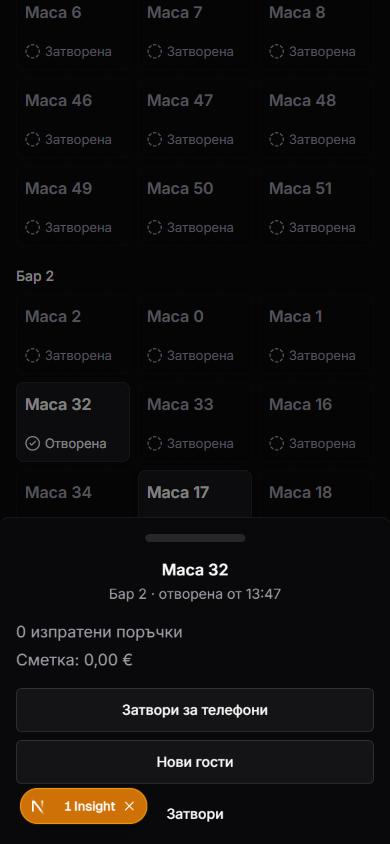 Маса 6 Маса 7 Маса 8
Затворена Затворена Затворена
Маса 46 Маса 47 Маса 48
Затворена Затворена Затворена
Маса 49 Маса 50 Маса 51
Затворена Затворена Затворена
Бар 2
Маса 2 Маса 0 Маса 1
Затворена Затворена Затворена
Маса 32 Маса 33 Маса 16
Отворена Затворена Затворена
Маса 34 Маса 17 Маса 18
Маса 32
Бар 2 · отворена от 13:47
0 изпратени поръчки
Сметка: 0,00 €
Затвори за телефони
Нови гости
N 1 Insight ×
Затвори